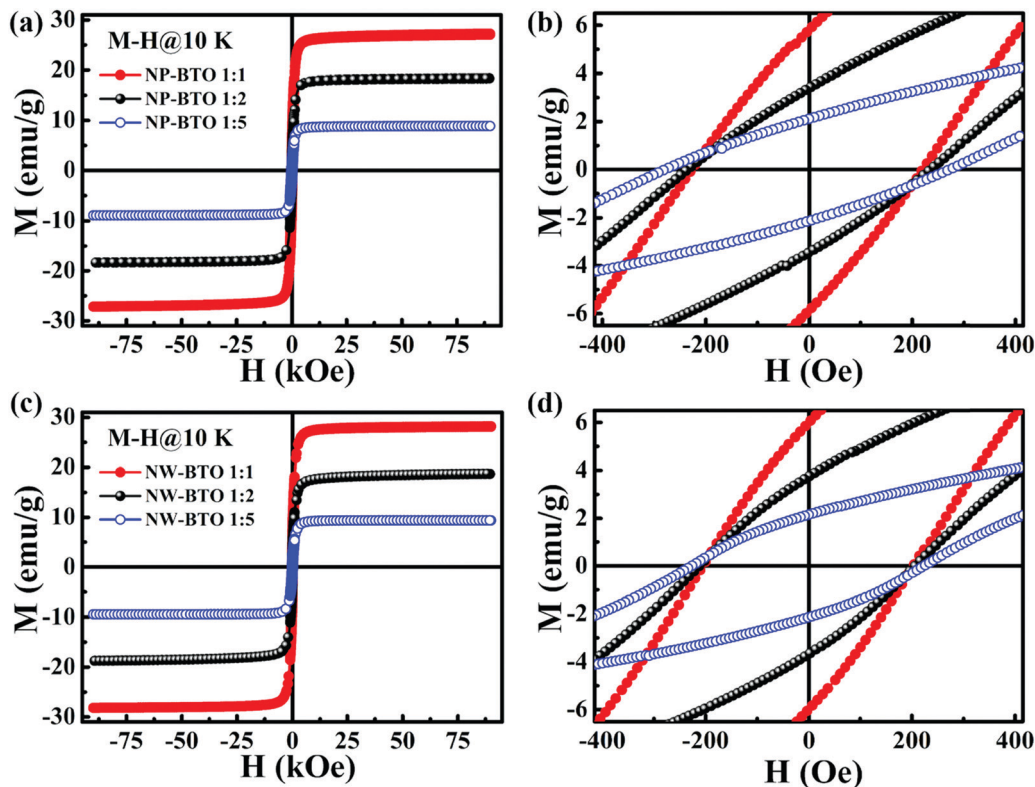 (a)
M-H@10 K
NP-BTO 1:1
NP-BTO 1:2
NP-BTO 1:5
30
20
10
0
-10
-20
-30
M (emu/g)
-75 -50 -25 0 25 50 75
H (kOe)
(b)
6
4
2
0
-2
-4
-6
M (emu/g)
-400 -200 0 200 400
H (Oe)
(c)
M-H@10 K
NW-BTO 1:1
NW-BTO 1:2
NW-BTO 1:5
30
20
10
0
-10
-20
-30
M (emu/g)
-75 -50 -25 0 25 50 75
H (kOe)
(d)
6
4
2
0
-2
-4
-6
M (emu/g)
-400 -200 0 200 400
H (Oe)